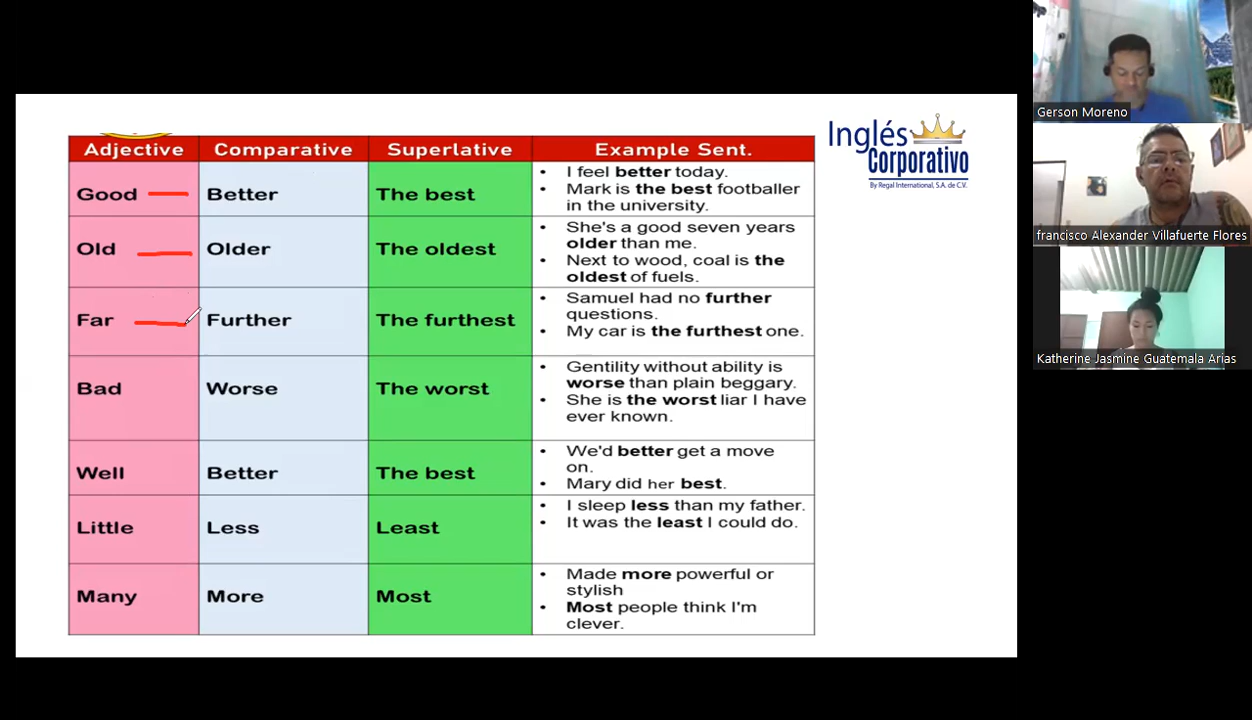 Adjective Comparative Superlative Example Sent.
Good Better The best
• I feel better today.
• Mark is the best footballer
in the university.
Old Older The oldest
• She's a good seven years
older than me.
• Next to wood, coal is the
oldest of fuels.
Far Further The furthest
• Samuel had no further
questions.
• My car is the furthest one.
Bad Worse The worst
• Gentility without ability is
worse than plain beggary.
• She is the worst liar I have
ever known.
Well Better The best
• We'd better get a move
on.
• Mary did her best.
Little Less Least
• I sleep less than my father.
• It was the least I could do.
Many More Most
• Made more powerful or
stylish
• Most people think I'm
clever.
Inglés
Corporativo
By Regal International, S.A. de C.V.
Gerson Moreno
francisco Alexander Villafuerte Flores
Katherine Jasmine Guatemala Arias